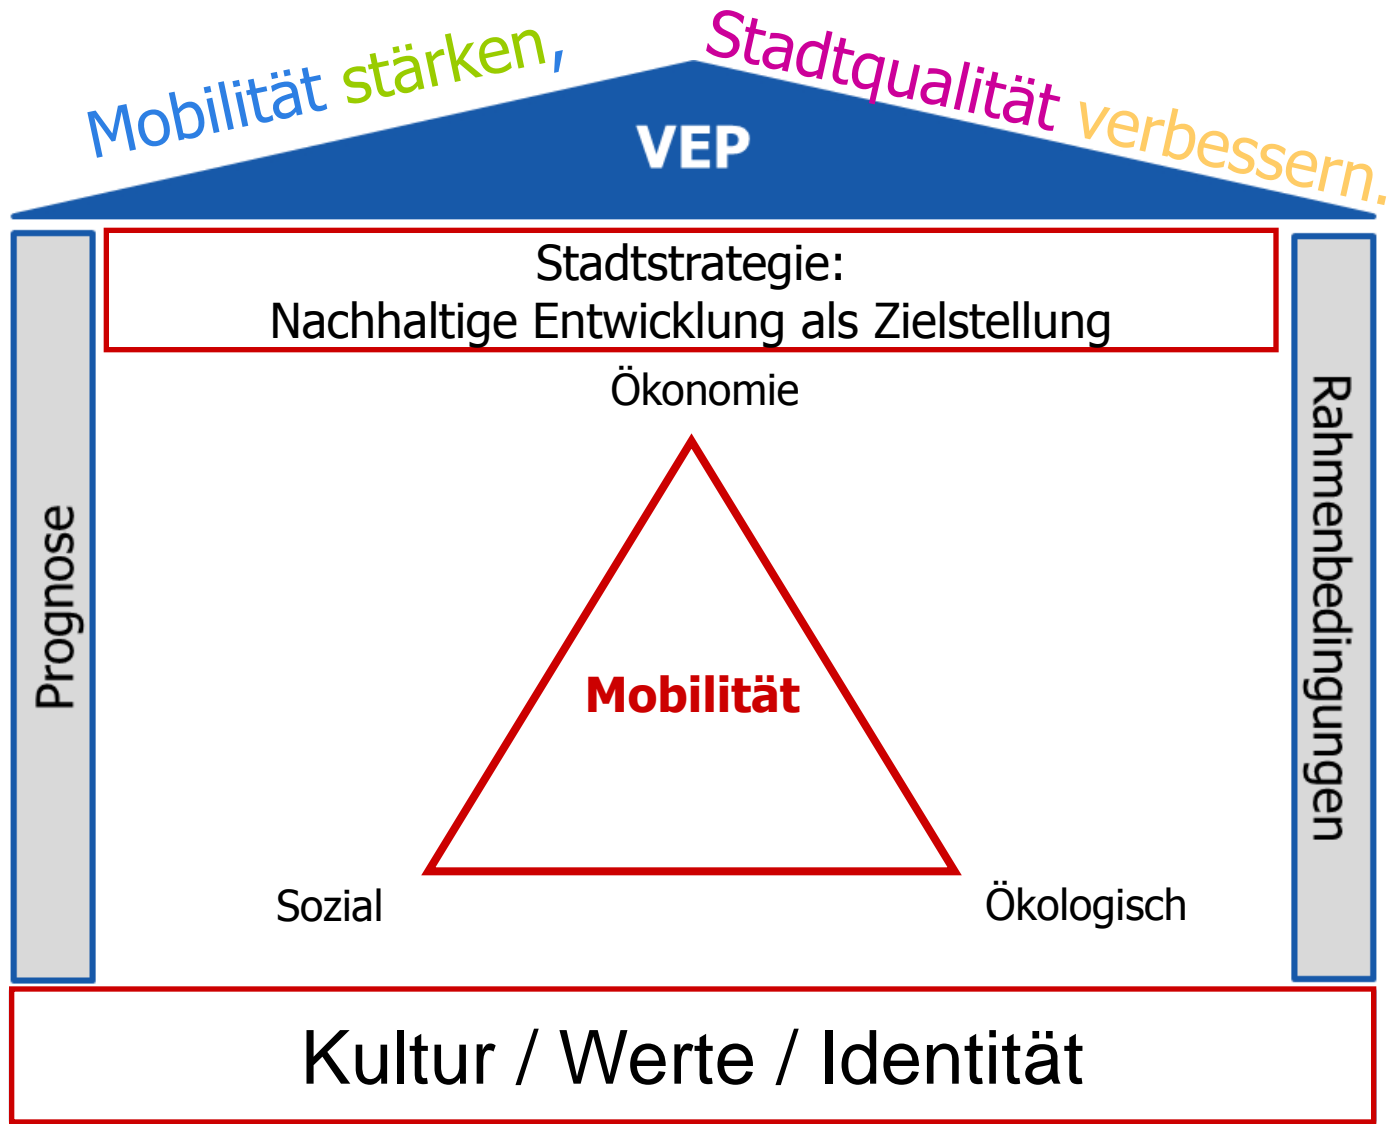 Mobilität stärken,
Stadtqualität verbessern.
VEP
Stadtstrategie:
Nachhaltige Entwicklung als Zielstellung
Ökonomie
Prognose
Mobilität
Rahmenbedingungen
Sozial
Ökologisch
Kultur / Werte / Identität